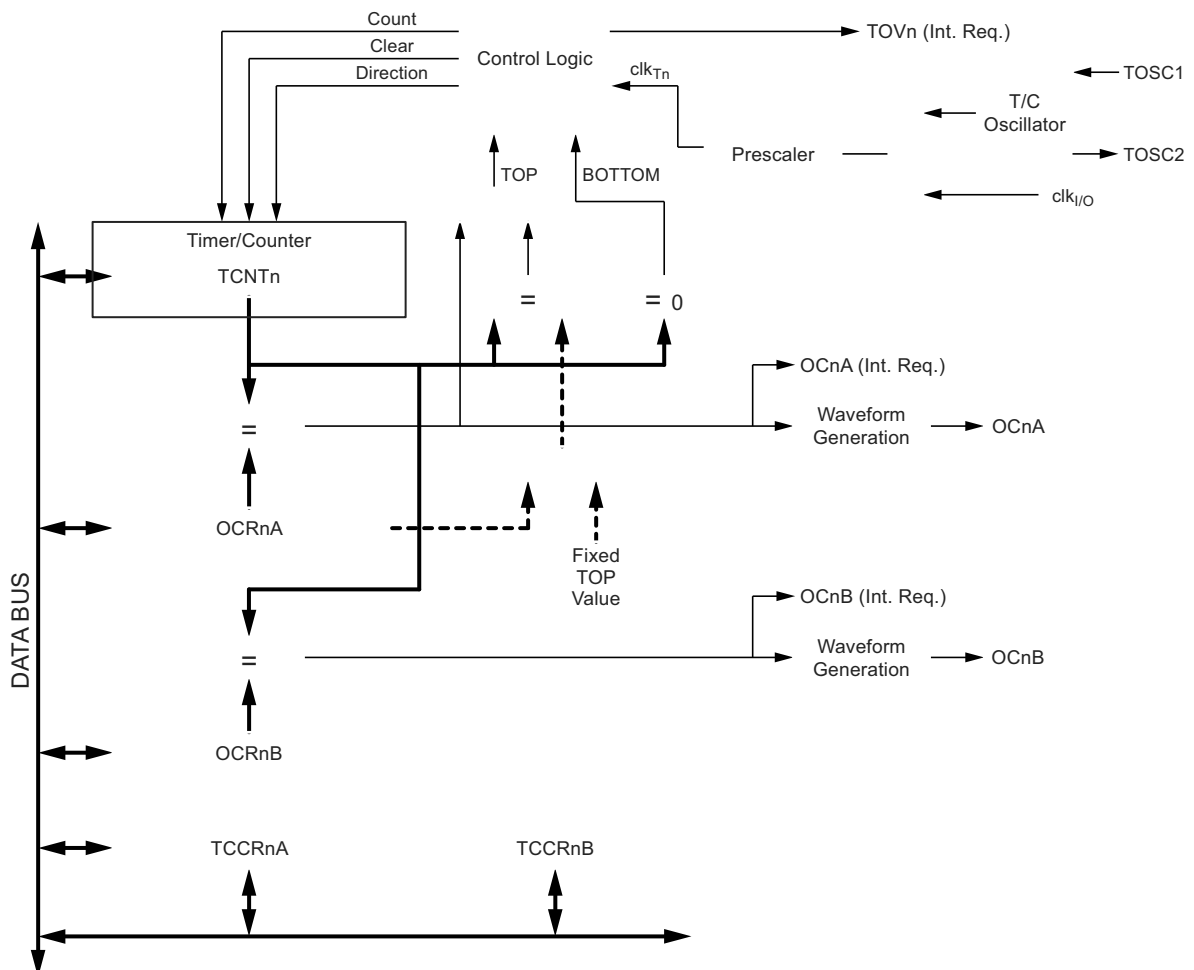 Count
TOVn (Int. Req.)
Clear
Control Logic
Direction
clkTn
TOSC1
T/C
Oscillator
Prescaler
TOSC2
TOP
BOTTOM
clkI/O
Timer/Counter
TCNTn
=
= 0
OCnA (Int. Req.)
=
Waveform
Generation
OCnA
OCRnA
Fixed
TOP
Value
OCnB (Int. Req.)
DATA BUS
=
Waveform
Generation
OCnB
OCRnB
TCCRnA
TCCRnB